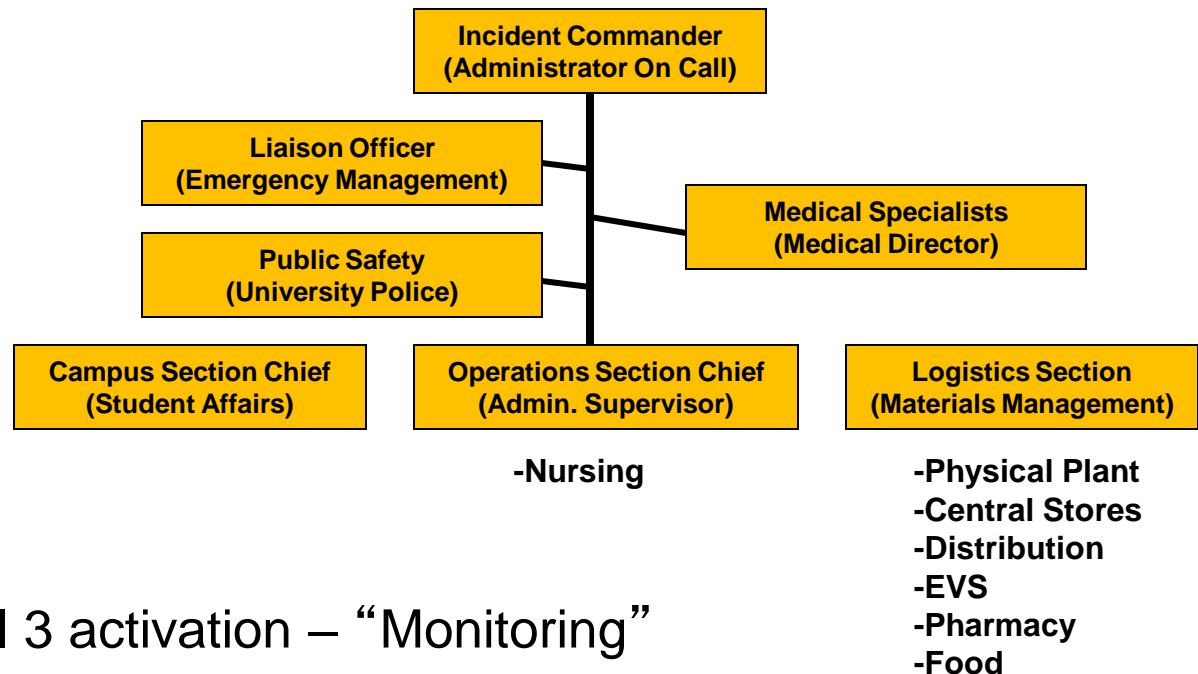 Incident Commander
(Administrator On Call)
Liaison Officer
(Emergency Management)
Medical Specialists
(Medical Director)
Public Safety
(University Police)
Campus Section Chief
(Student Affairs)
Operations Section Chief
(Admin. Supervisor)
Logistics Section
(Materials Management)
-Nursing
-Physical Plant
-Central Stores
-Distribution
-EVS
-Pharmacy
-Food
3 activation – “Monitoring”